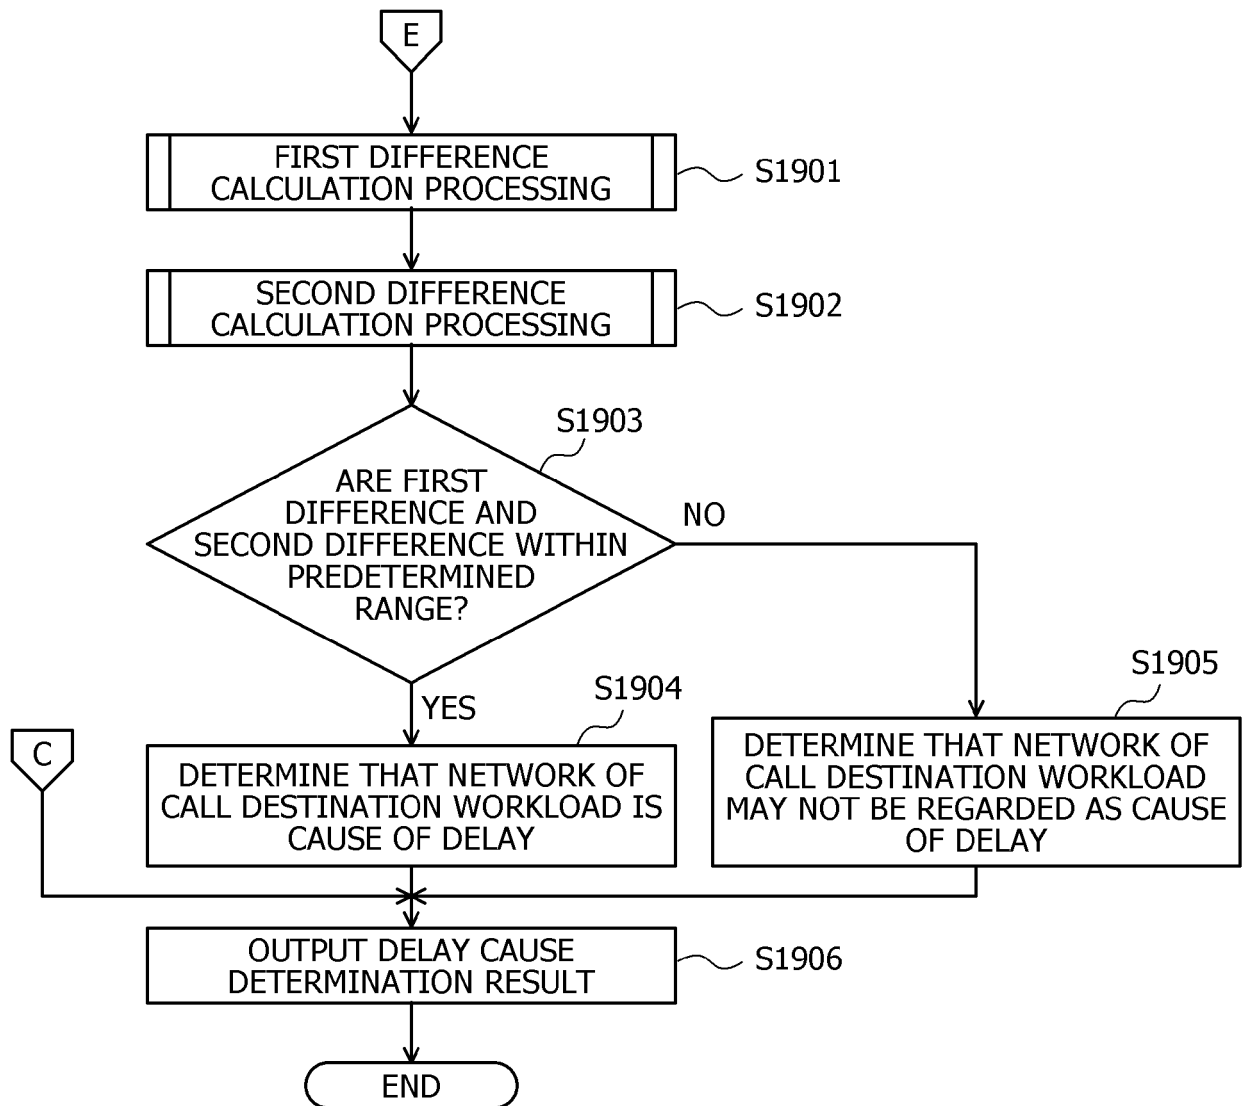 E
FIRST DIFFERENCE
CALCULATION PROCESSING
S1901
SECOND DIFFERENCE
CALCULATION PROCESSING
S1902
S1903
ARE FIRST
DIFFERENCE AND
SECOND DIFFERENCE WITHIN
PREDETERMINED
RANGE?
NO
YES
S1904
DETERMINE THAT NETWORK OF
CALL DESTINATION WORKLOAD IS
CAUSE OF DELAY
S1905
DETERMINE THAT NETWORK OF
CALL DESTINATION WORKLOAD
MAY NOT BE REGARDED AS CAUSE
OF DELAY
C
OUTPUT DELAY CAUSE
DETERMINATION RESULT
S1906
END